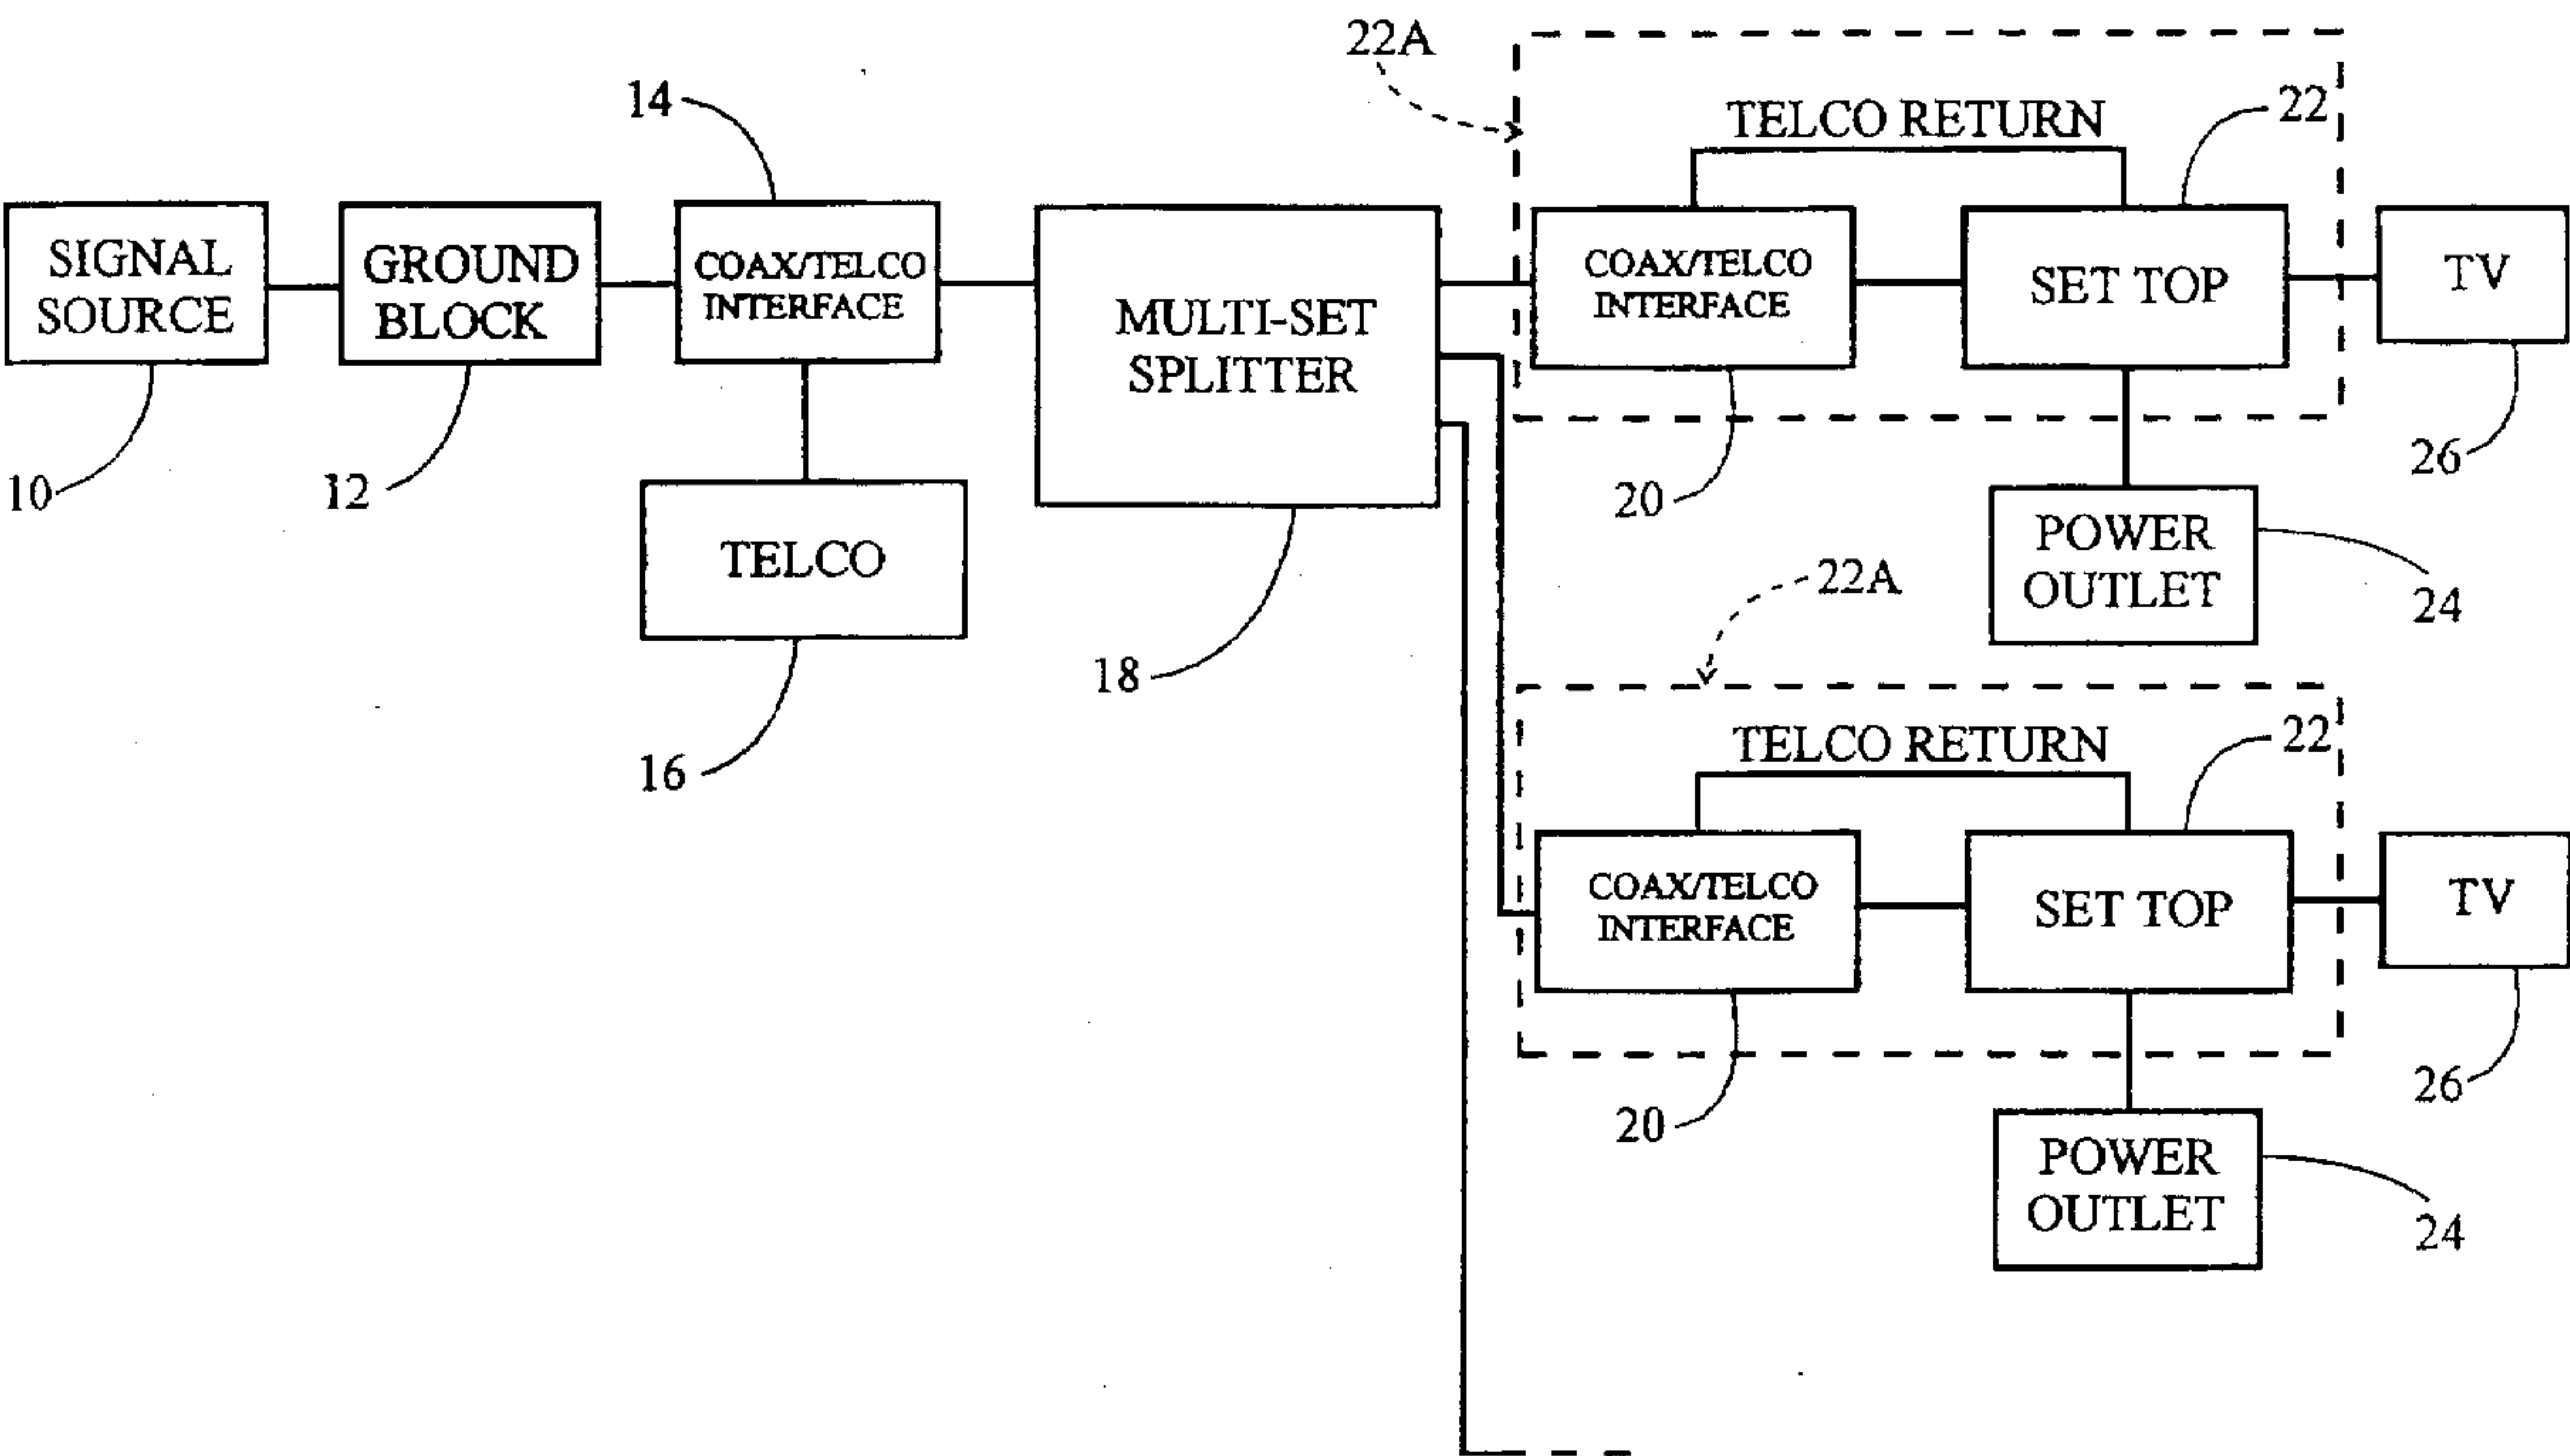 22A
14
TELCO RETURN
22
SIGNAL
SOURCE
GROUND
BLOCK
COAX/TELCO
INTERFACE
MULTI-SET
SPLITTER
COAX/TELCO
INTERFACE
SET TOP
TV
10
12
20
26
TELCO
POWER
OUTLET
24
22A
18
16
TELCO RETURN
22
COAX/TELCO
INTERFACE
SET TOP
TV
20
26
POWER
OUTLET
24